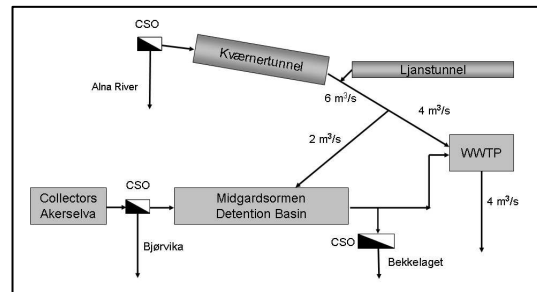 CSO
Kværnertunnel
Ljanstunnel
Alna River
6 m³/s
4 m³/s
2 m³/s
WWTP
CSO
Collectors
Akerselva
Midgardsormen
Detention Basin
4 m³/s
CSO
Bjørvika
Bekkelaget